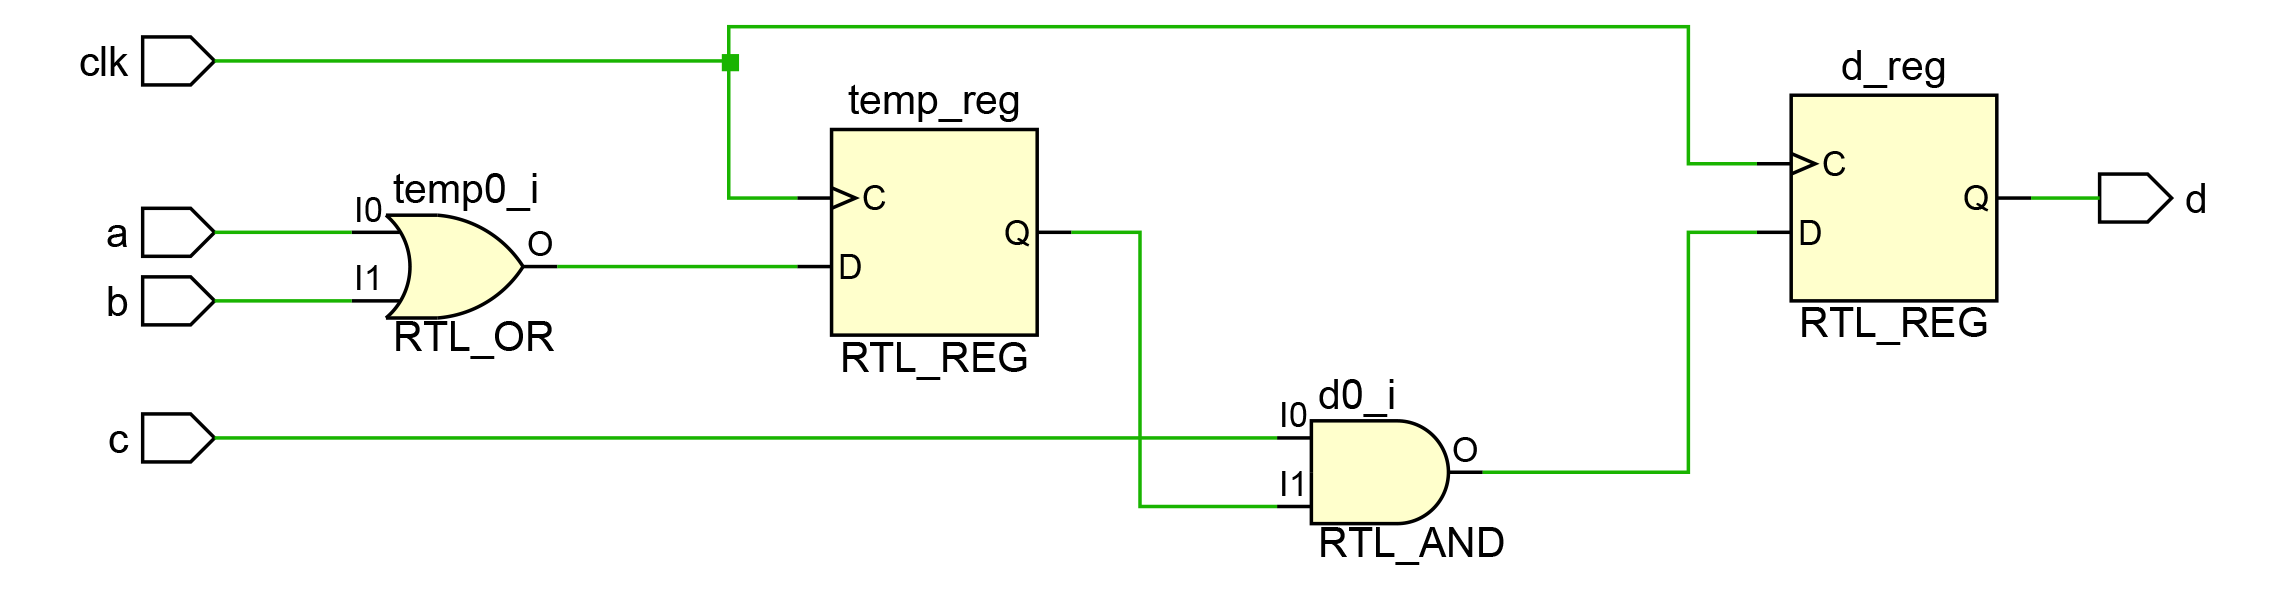 clk
a
b
c
temp0_i
I0
I1
O
RTL_OR
temp_reg
C
D
Q
RTL_REG
d0_i
I0
I1
O
RTL_AND
d_reg
C
D
Q
RTL_REG
d